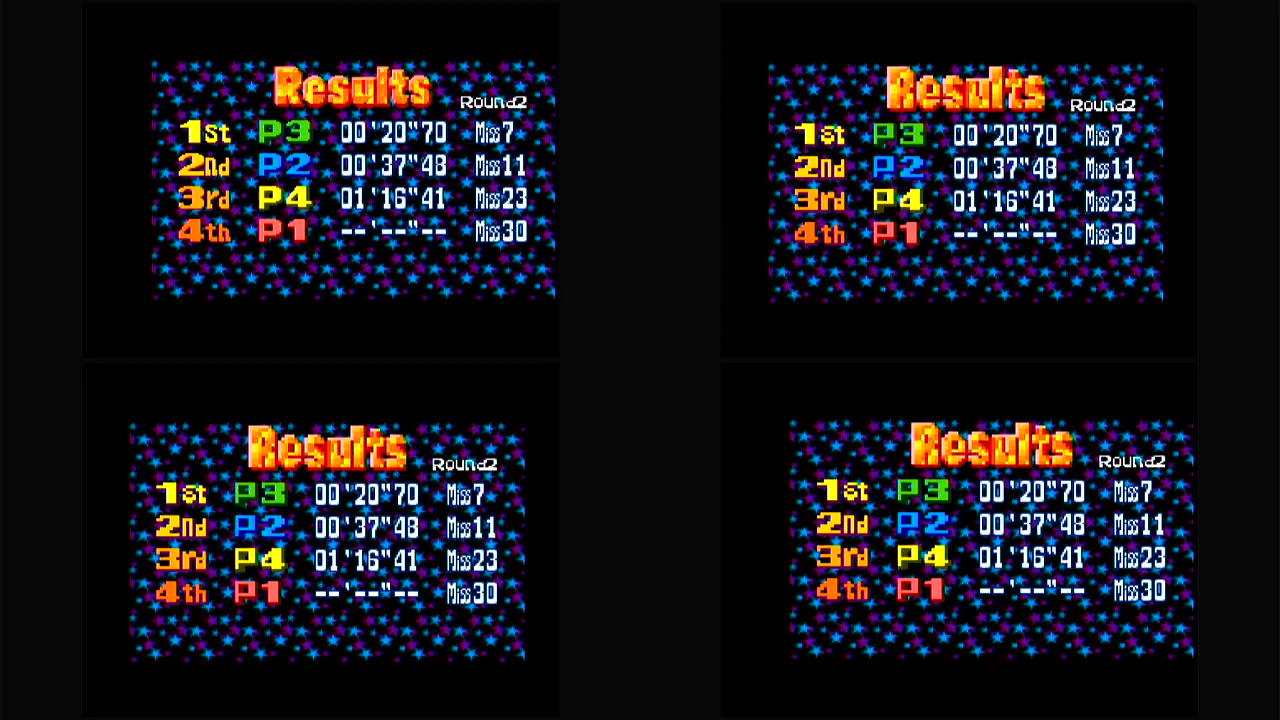 Results
Round2
1st P3 00'20"70 Miss7
2nd P2 00'37"48 Miss11
3rd P4 01'16"41 Miss23
4th P1 --'--"-- Miss30
Results
Round2
1st P3 00'20"70 Miss7
2nd P2 00'37"48 Miss11
3rd P4 01'16"41 Miss23
4th P1 --'--"-- Miss30
Results
Round2
1st P3 00'20"70 Miss7
2nd P2 00'37"48 Miss11
3rd P4 01'16"41 Miss23
4th P1 --'--"-- Miss30
Results
Round2
1st P3 00'20"70 Miss7
2nd P2 00'37"48 Miss11
3rd P4 01'16"41 Miss23
4th P1 --'--"-- Miss30